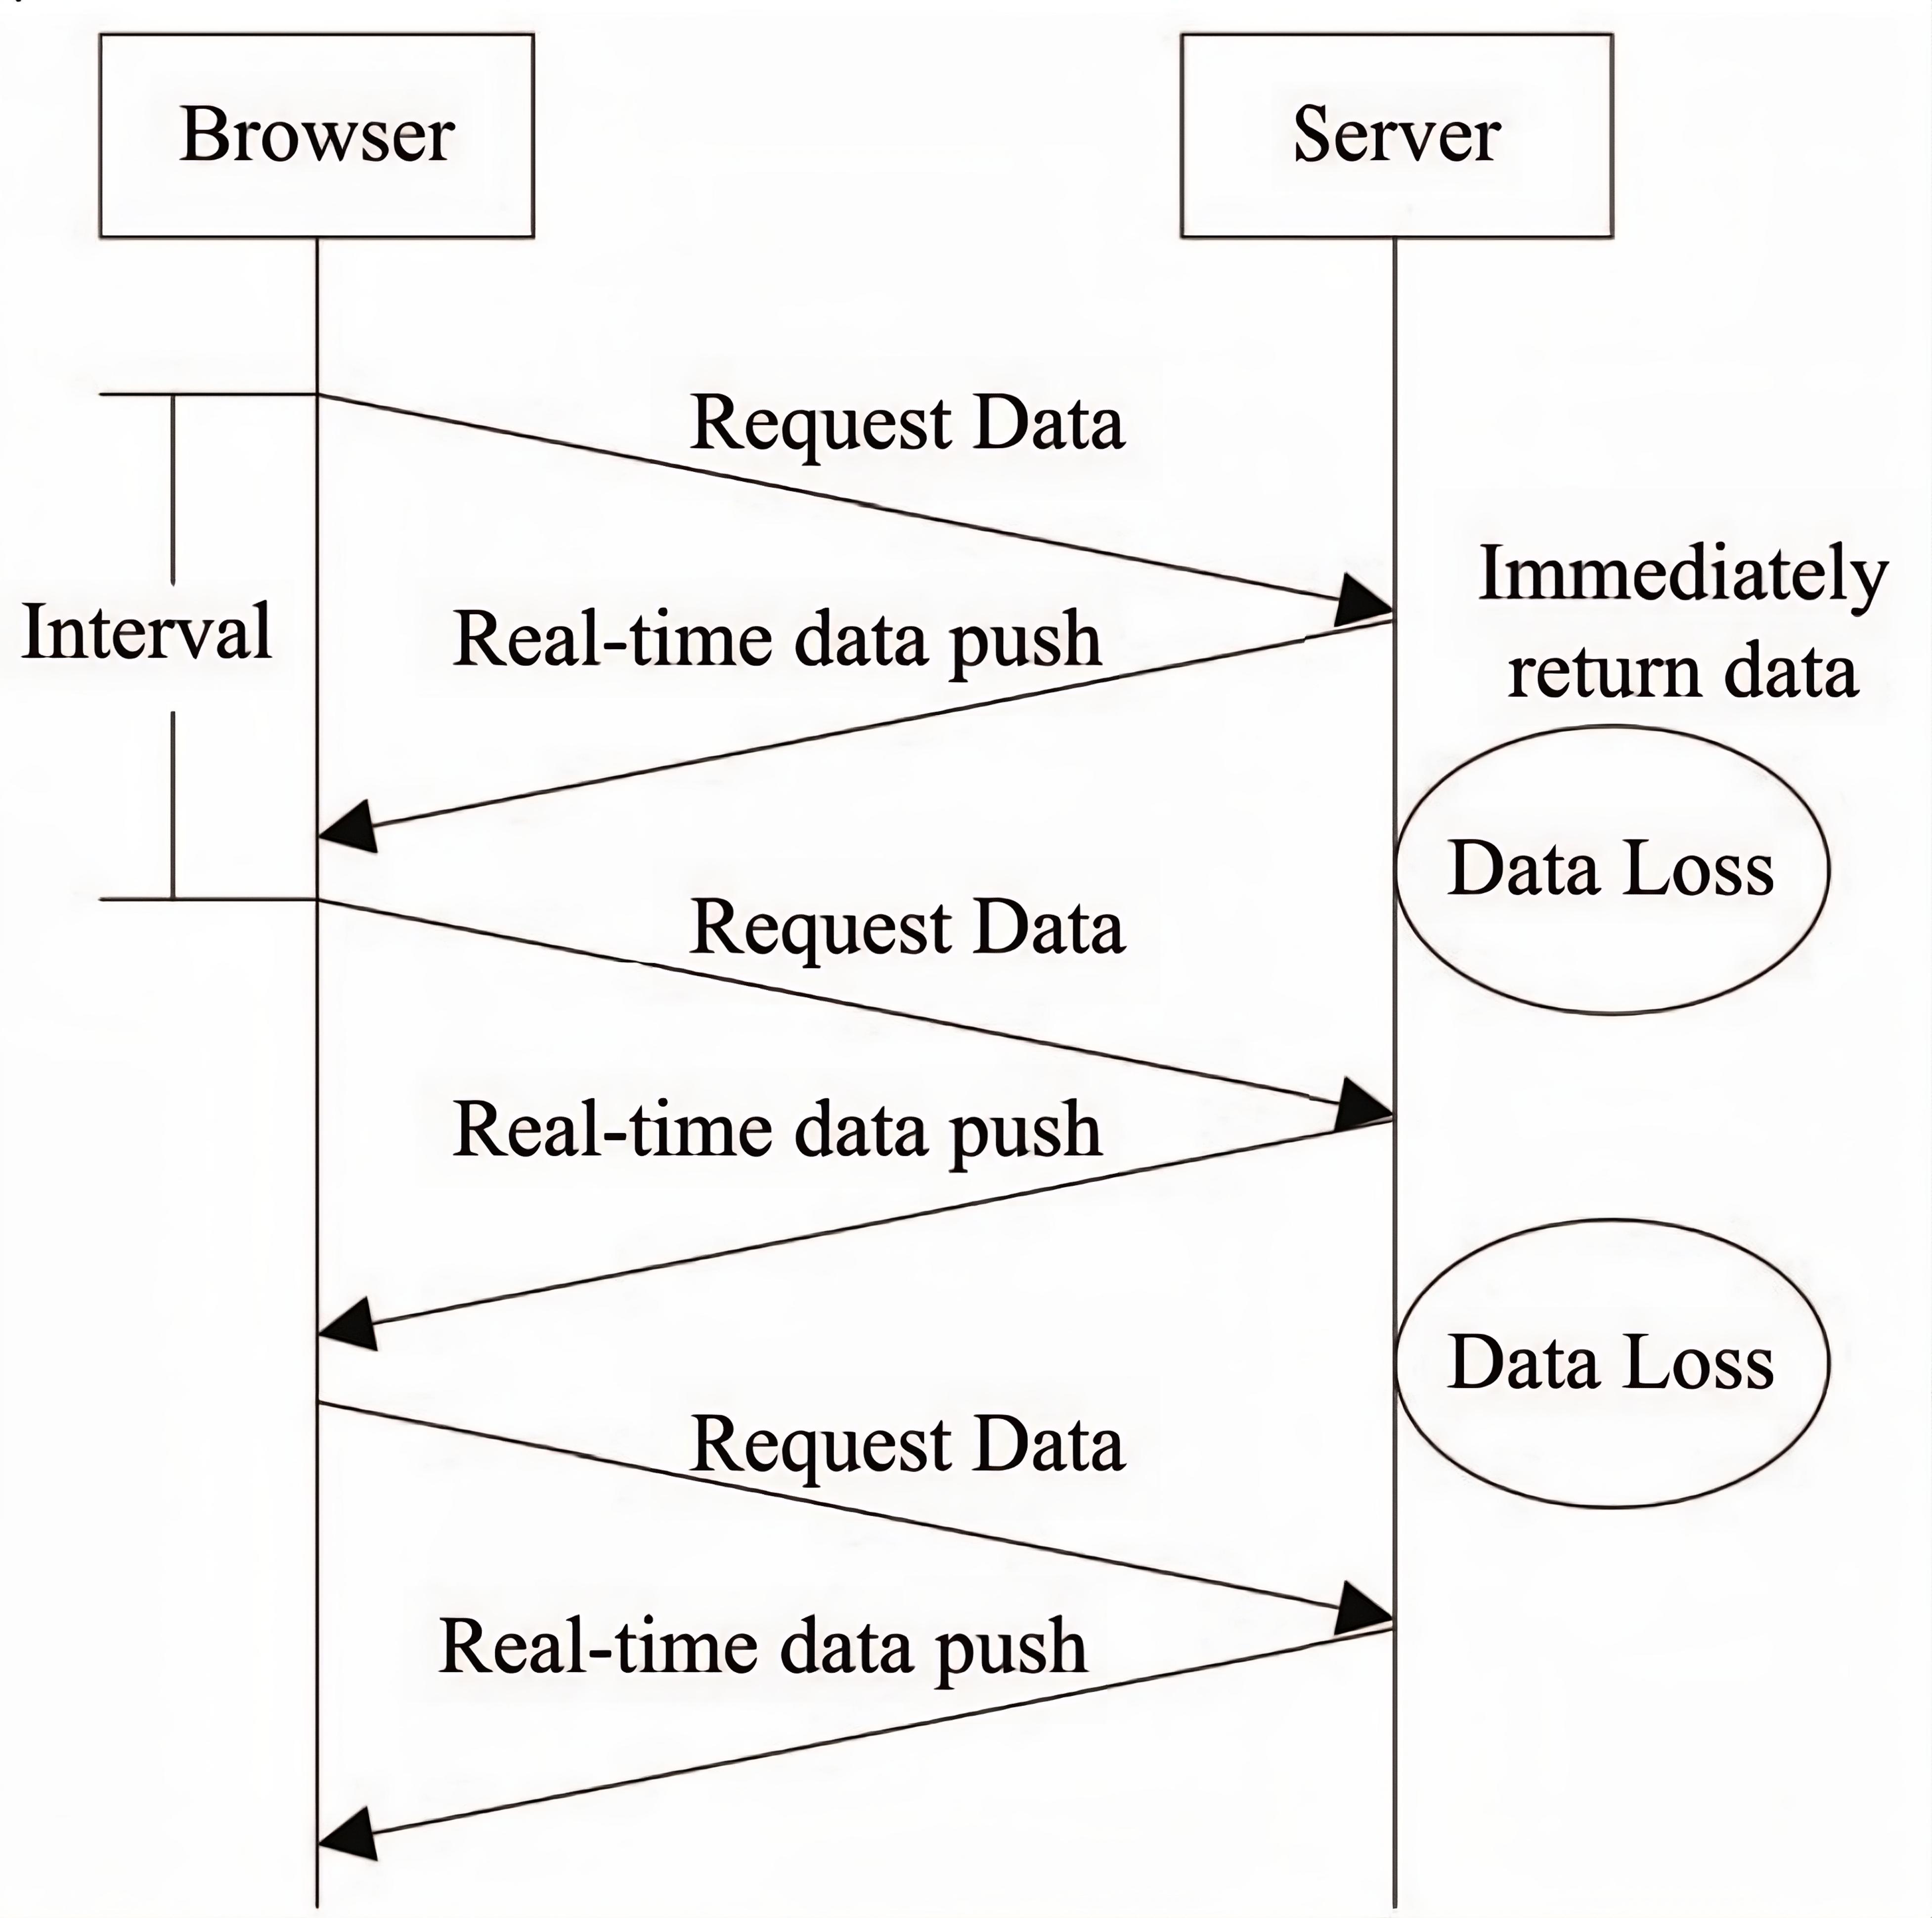 Browser
Server
Request Data
Immediately
return data
Interval
Real-time data push
Data Loss
Request Data
Real-time data push
Data Loss
Request Data
Real-time data push